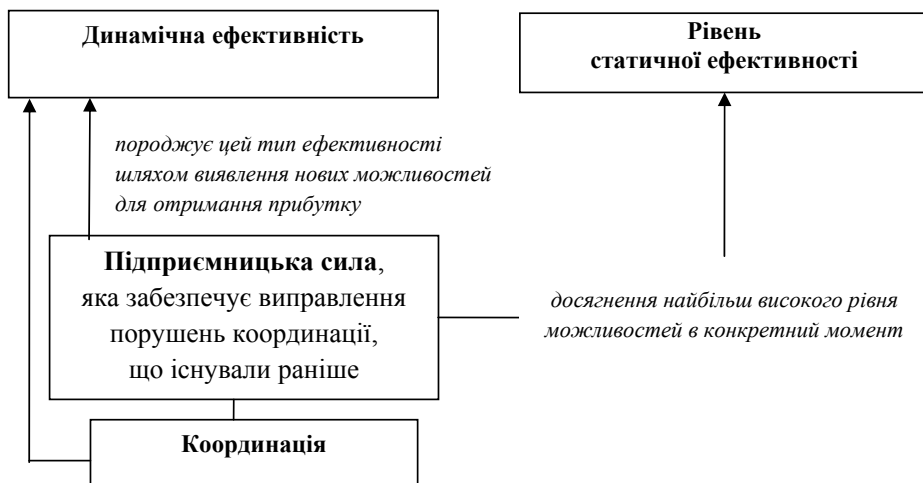 Динамічна ефективність
Рівень
статичної ефективності
породжує цей тип ефективності
шляхом виявлення нових можливостей
для отримання прибутку
Підприємницька сила,
яка забезпечує виправлення
порушень координації,
що існували раніше
досягнення найбільш високого рівня
можливостей в конкретний момент
Координація